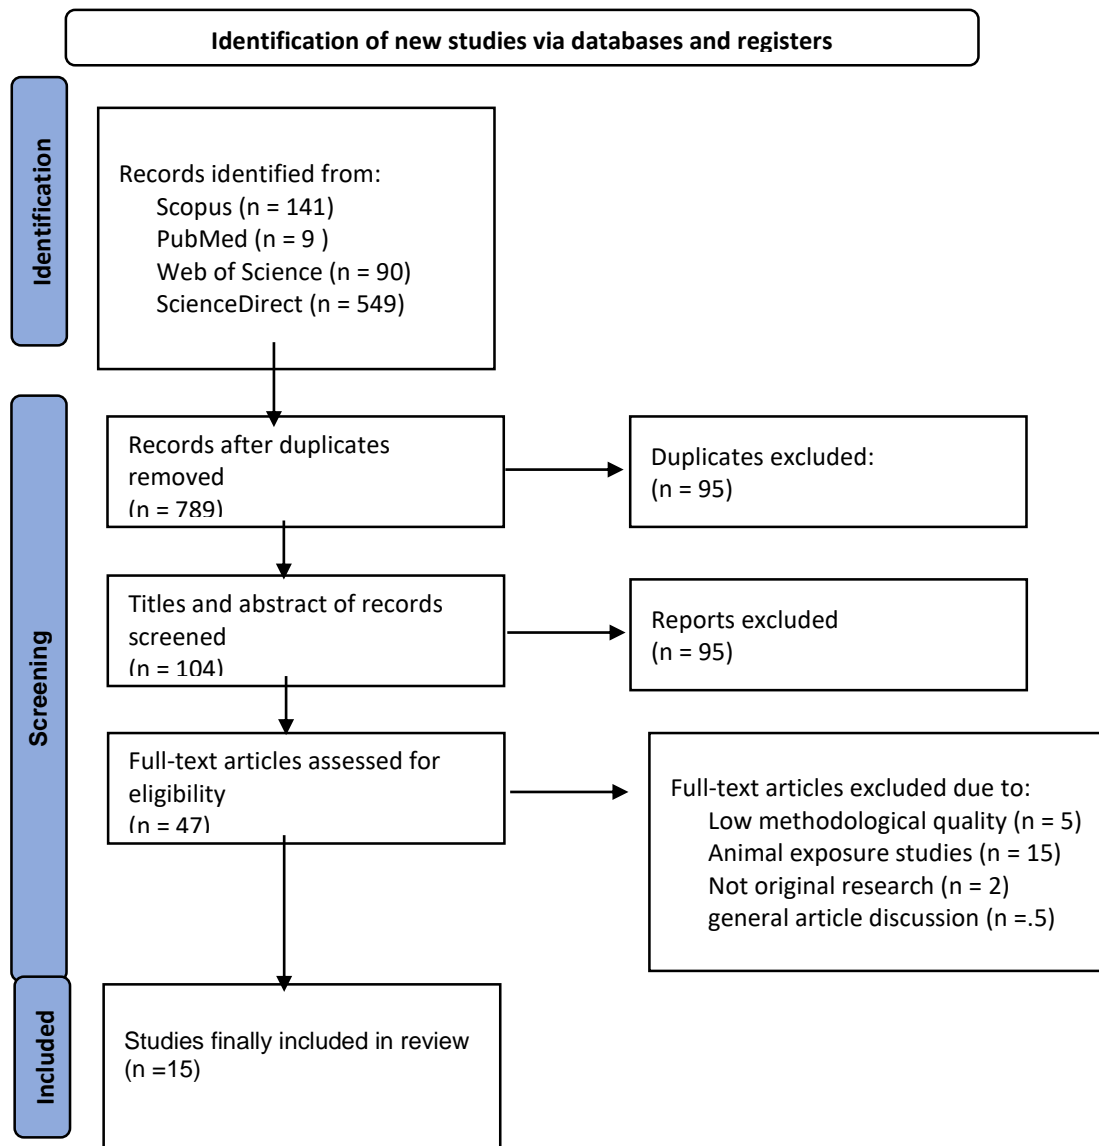 Identification of new studies via databases and registers
Identification
Records identified from:
Scopus (n = 141)
PubMed (n = 9 )
Web of Science (n = 90)
ScienceDirect (n = 549)
Screening
Records after duplicates
removed
(n = 789)
Duplicates excluded:
(n = 95)
Titles and abstract of records
screened
(n = 104)
Reports excluded
(n = 95)
Full-text articles assessed for
eligibility
(n = 47)
Full-text articles excluded due to:
Low methodological quality (n = 5)
Animal exposure studies (n = 15)
Not original research (n = 2)
general article discussion (n =.5)
Included
Studies finally included in review
(n =15)